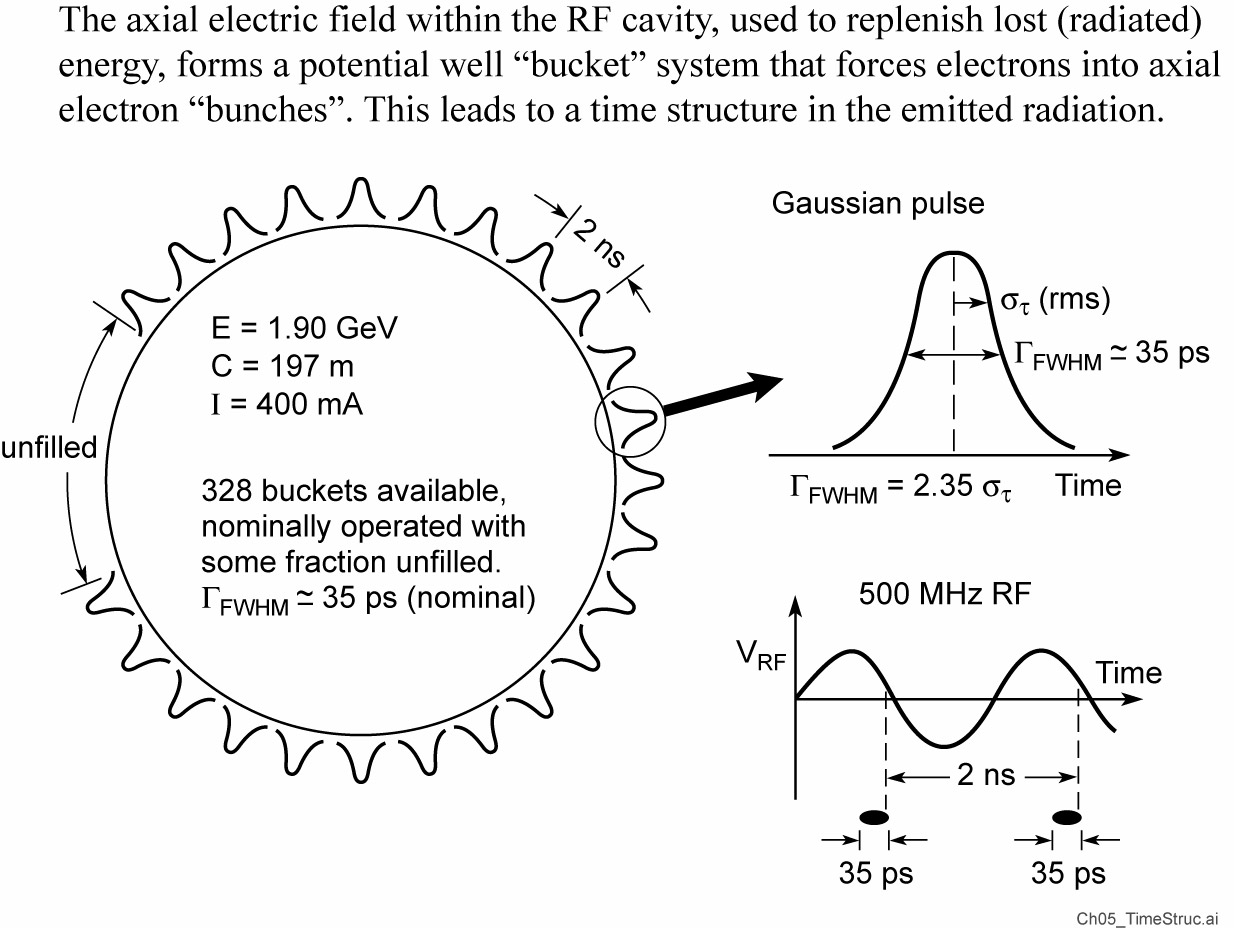 The axial electric field within the RF cavity, used to replenish lost (radiated)
energy, forms a potential well “bucket” system that forces electrons into axial
electron “bunches”. This leads to a time structure in the emitted radiation.
2 ns
E = 1.90 GeV
C = 197 m
I = 400 mA
unfilled
328 buckets available,
nominally operated with
some fraction unfilled.
Γ_FWHM ≃ 35 ps (nominal)
Gaussian pulse
σ_τ (rms)
Γ_FWHM ≃ 35 ps
Γ_FWHM = 2.35 σ_τ
Time
500 MHz RF
V_RF
Time
2 ns
35 ps
35 ps
Ch05_TimeStruc.ai